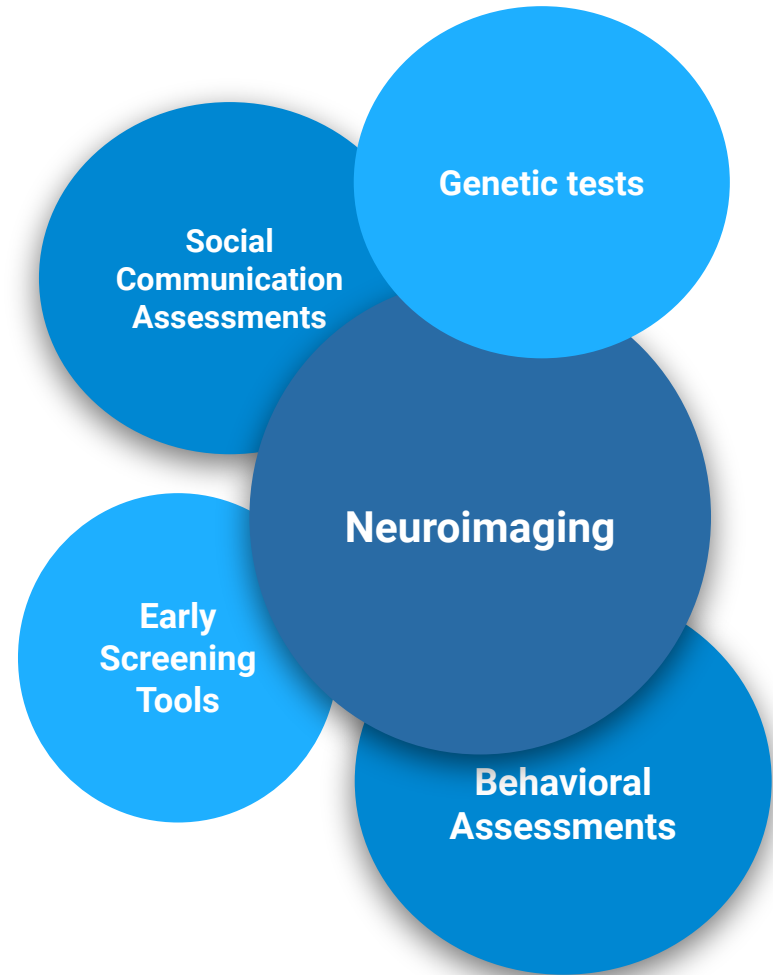 Genetic tests
Social
Communication
Assessments
Neuroimaging
Early
Screening
Tools
Behavioral
Assessments